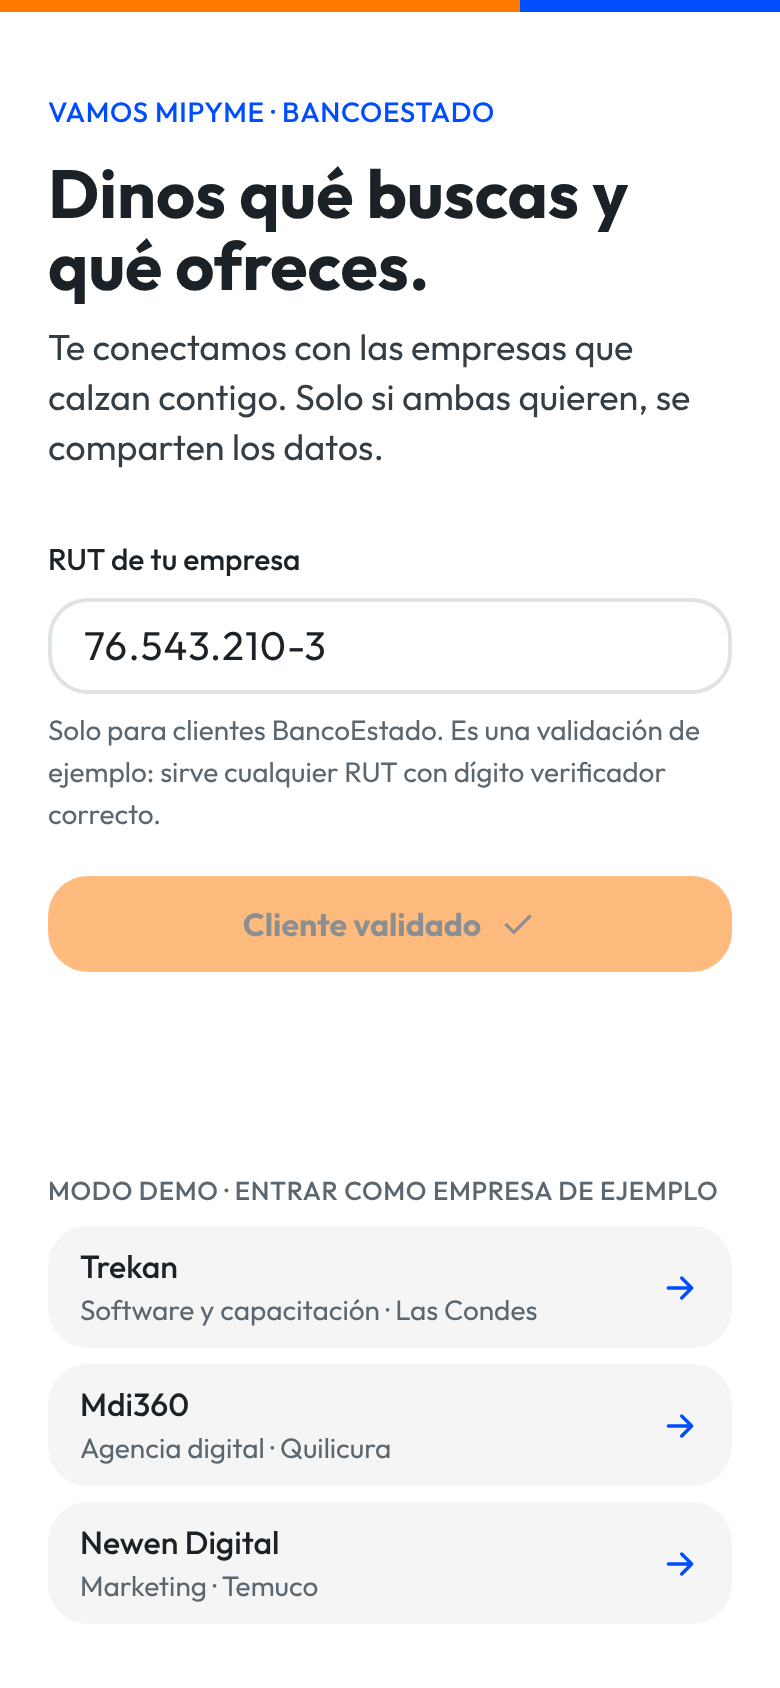 VAMOS MIPYME · BANCOESTADO
Dinos qué buscas y
qué ofreces.
Te conectamos con las empresas que
calzan contigo. Solo si ambas quieren, se
comparten los datos.
RUT de tu empresa
76.543.210-3
Solo para clientes BancoEstado. Es una validación de
ejemplo: sirve cualquier RUT con dígito verificador
correcto.
Cliente validado
MODO DEMO · ENTRAR COMO EMPRESA DE EJEMPLO
Trekan
Software y capacitación · Las Condes
Mdi360
Agencia digital · Quilicura
Newen Digital
Marketing · Temuco